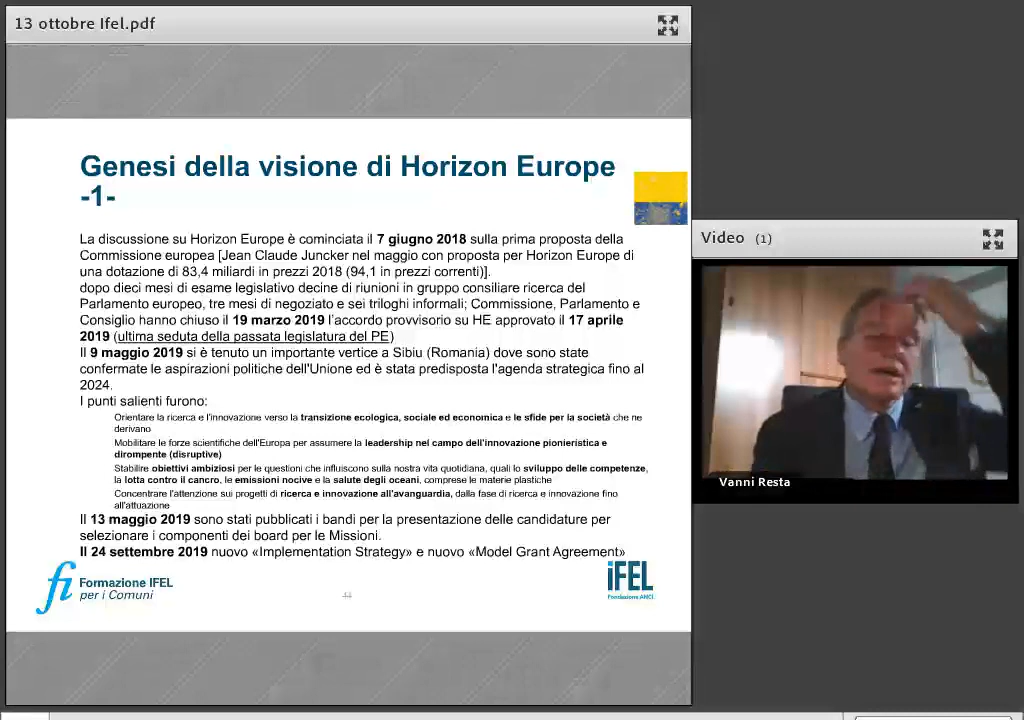 13 ottobre Ifel.pdf
Genesi della visione di Horizon Europe
-1-
La discussione su Horizon Europe è cominciata il 7 giugno 2018 sulla prima proposta della
Commissione europea [Jean Claude Juncker nel maggio con proposta per Horizon Europe di
una dotazione di 83,4 miliardi in prezzi 2018 (94,1 in prezzi correnti)].
dopo dieci mesi di esame legislativo decine di riunioni in gruppo consiliare ricerca del
Parlamento europeo, tre mesi di negoziato e sei triloghi informali; Commissione, Parlamento e
Consiglio hanno chiuso il 19 marzo 2019 l'accordo provvisorio su HE approvato il 17 aprile
2019 (ultima seduta della passata legislatura del PE)
Il 9 maggio 2019 si è tenuto un importante vertice a Sibiu (Romania) dove sono state
confermate le aspirazioni politiche dell'Unione ed è stata predisposta l'agenda strategica fino al
2024.
I punti salienti furono:
Orientare la ricerca e l'innovazione verso la transizione ecologica, sociale ed economica e le sfide per la società che ne
derivano
Mobilitare le forze scientifiche dell'Europa per assumere la leadership nel campo dell'innovazione pionieristica e
dirompente (disruptive)
Stabilire obiettivi ambiziosi per le questioni che influiscono sulla nostra vita quotidiana, quali lo sviluppo delle competenze,
la lotta contro il cancro, le emissioni nocive e la salute degli oceani, comprese le materie plastiche
Concentrare l'attenzione sui progetti di ricerca e innovazione all'avanguardia, dalla fase di ricerca e innovazione fino
all'attuazione
Il 13 maggio 2019 sono stati pubblicati i bandi per la presentazione delle candidature per
selezionare i componenti dei board per le Missioni.
Il 24 settembre 2019 nuovo «Implementation Strategy» e nuovo «Model Grant Agreement»
fi Formazione IFEL
per i Comuni
iFEL
Fondazione ANCI
Video (1)
Vanni Resta